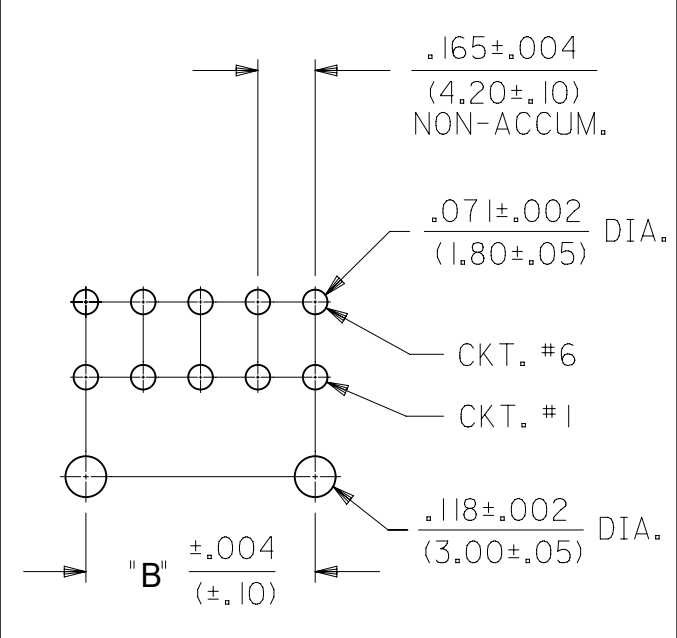 .165±.004
(4.20±.10)
NON-ACCUM.
.071±.002
(1.80±.05)
DIA.
CKT. #6
CKT. #1
.118±.002
(3.00±.05)
DIA.
"B"
±.004
(±.10)